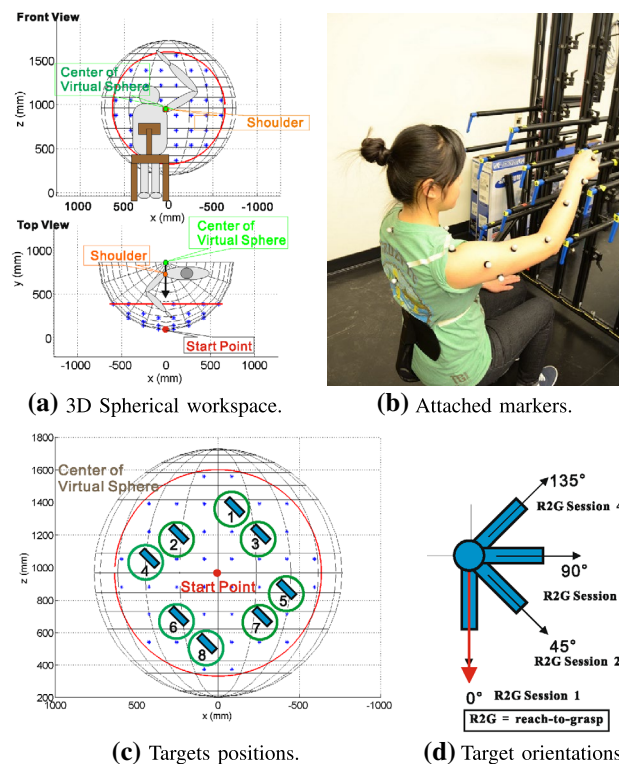 Front View
Center of
Virtual Sphere
Shoulder
z (mm)
1500
1000
500
0
1000 500 0 -500 -1000
x (mm)
Top View
Center of
Virtual Sphere
Shoulder
y (mm)
1000
500
0
Start Point
-1000 -500 0 500 1000
x (mm)
(a) 3D Spherical workspace.
(b) Attached markers.
1800
1600
1400
1200
1000
800
600
400
200
z (mm)
Center of
Virtual Sphere
1
2
3
4
Start Point
5
6
7
8
1000 500 0 -500 -1000
x (mm)
(c) Targets positions.
135°
R2G Session 4
90°
R2G Session
45°
R2G Session 2
0° R2G Session 1
R2G = reach-to-grasp
(d) Target orientations